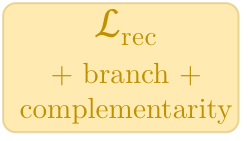 𝓛rec
+ branch +
complementarity